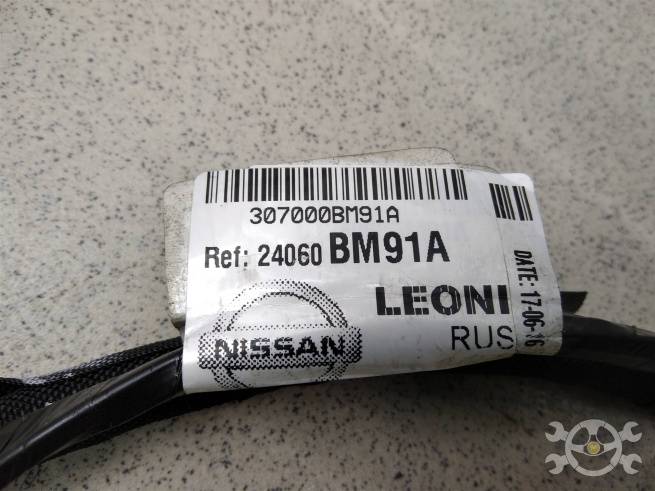 307000BM91A
Ref: 24060 BM91A
LEONI
RUS
NISSAN
DATE: 17-06-16